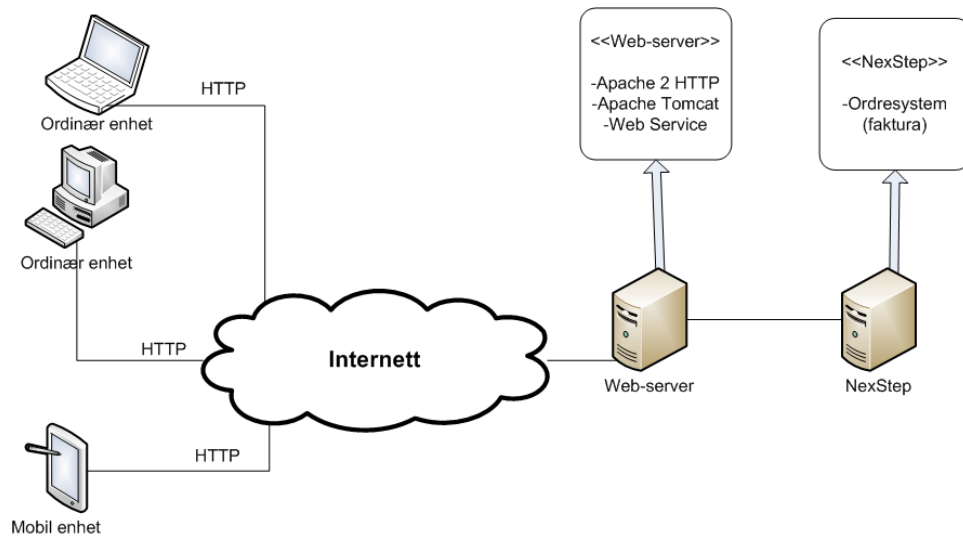 <<Web-server>>
-Apache 2 HTTP
-Apache Tomcat
-Web Service
<<NexStep>>
-Ordresystem
(faktura)
HTTP
Ordinær enhet
Ordinær enhet
HTTP
Internett
Web-server
NexStep
HTTP
Mobil enhet